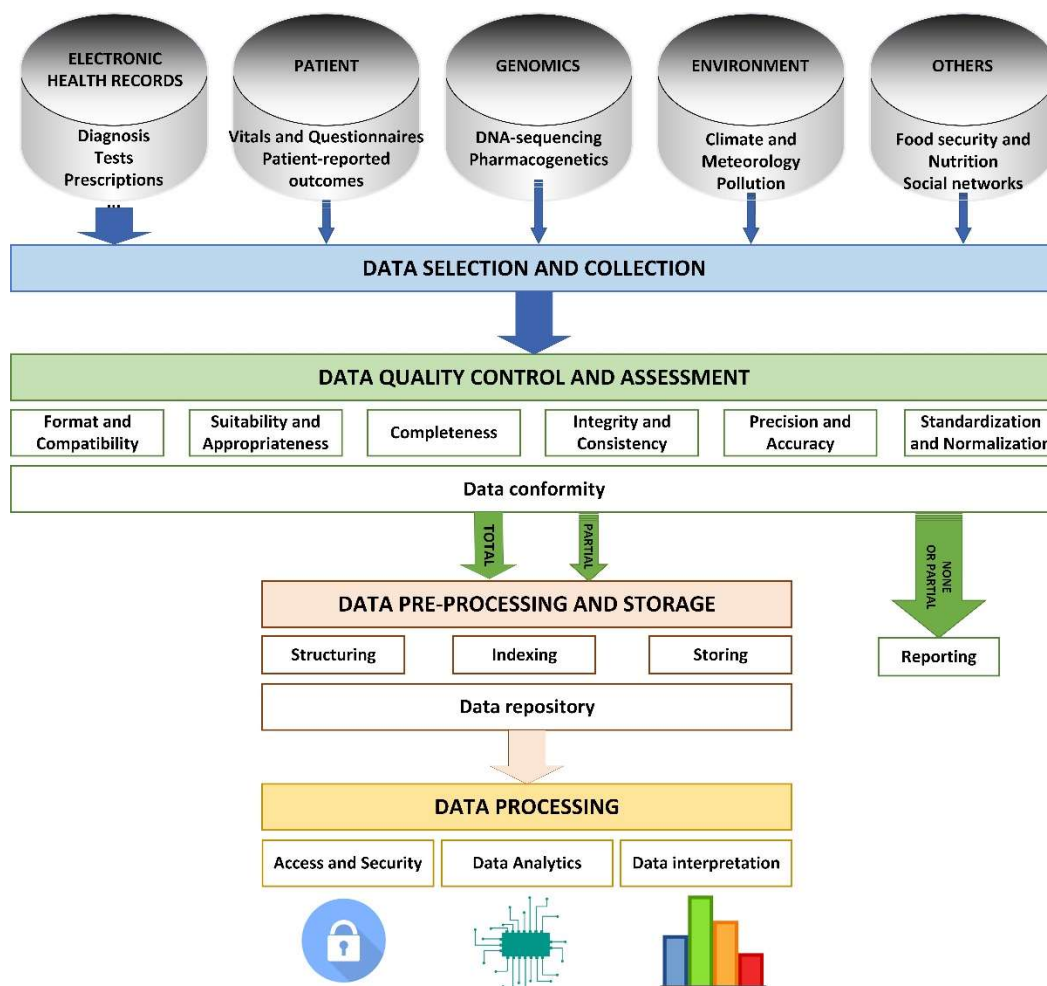 ELECTRONIC
HEALTH RECORDS
Diagnosis
Tests
Prescriptions
...
PATIENT
Vitals and Questionnaires
Patient-reported
outcomes
GENOMICS
DNA-sequencing
Pharmacogenetics
ENVIRONMENT
Climate and
Meteorology
Pollution
OTHERS
Food security and
Nutrition
Social networks
DATA SELECTION AND COLLECTION
DATA QUALITY CONTROL AND ASSESSMENT
Format and
Compatibility
Suitability and
Appropriateness
Completeness
Integrity and
Consistency
Precision and
Accuracy
Standardization
and Normalization
Data conformity
TOTAL
PARTIAL
NONE
OR PARTIAL
DATA PRE-PROCESSING AND STORAGE
Structuring
Indexing
Storing
Reporting
Data repository
DATA PROCESSING
Access and Security
Data Analytics
Data interpretation